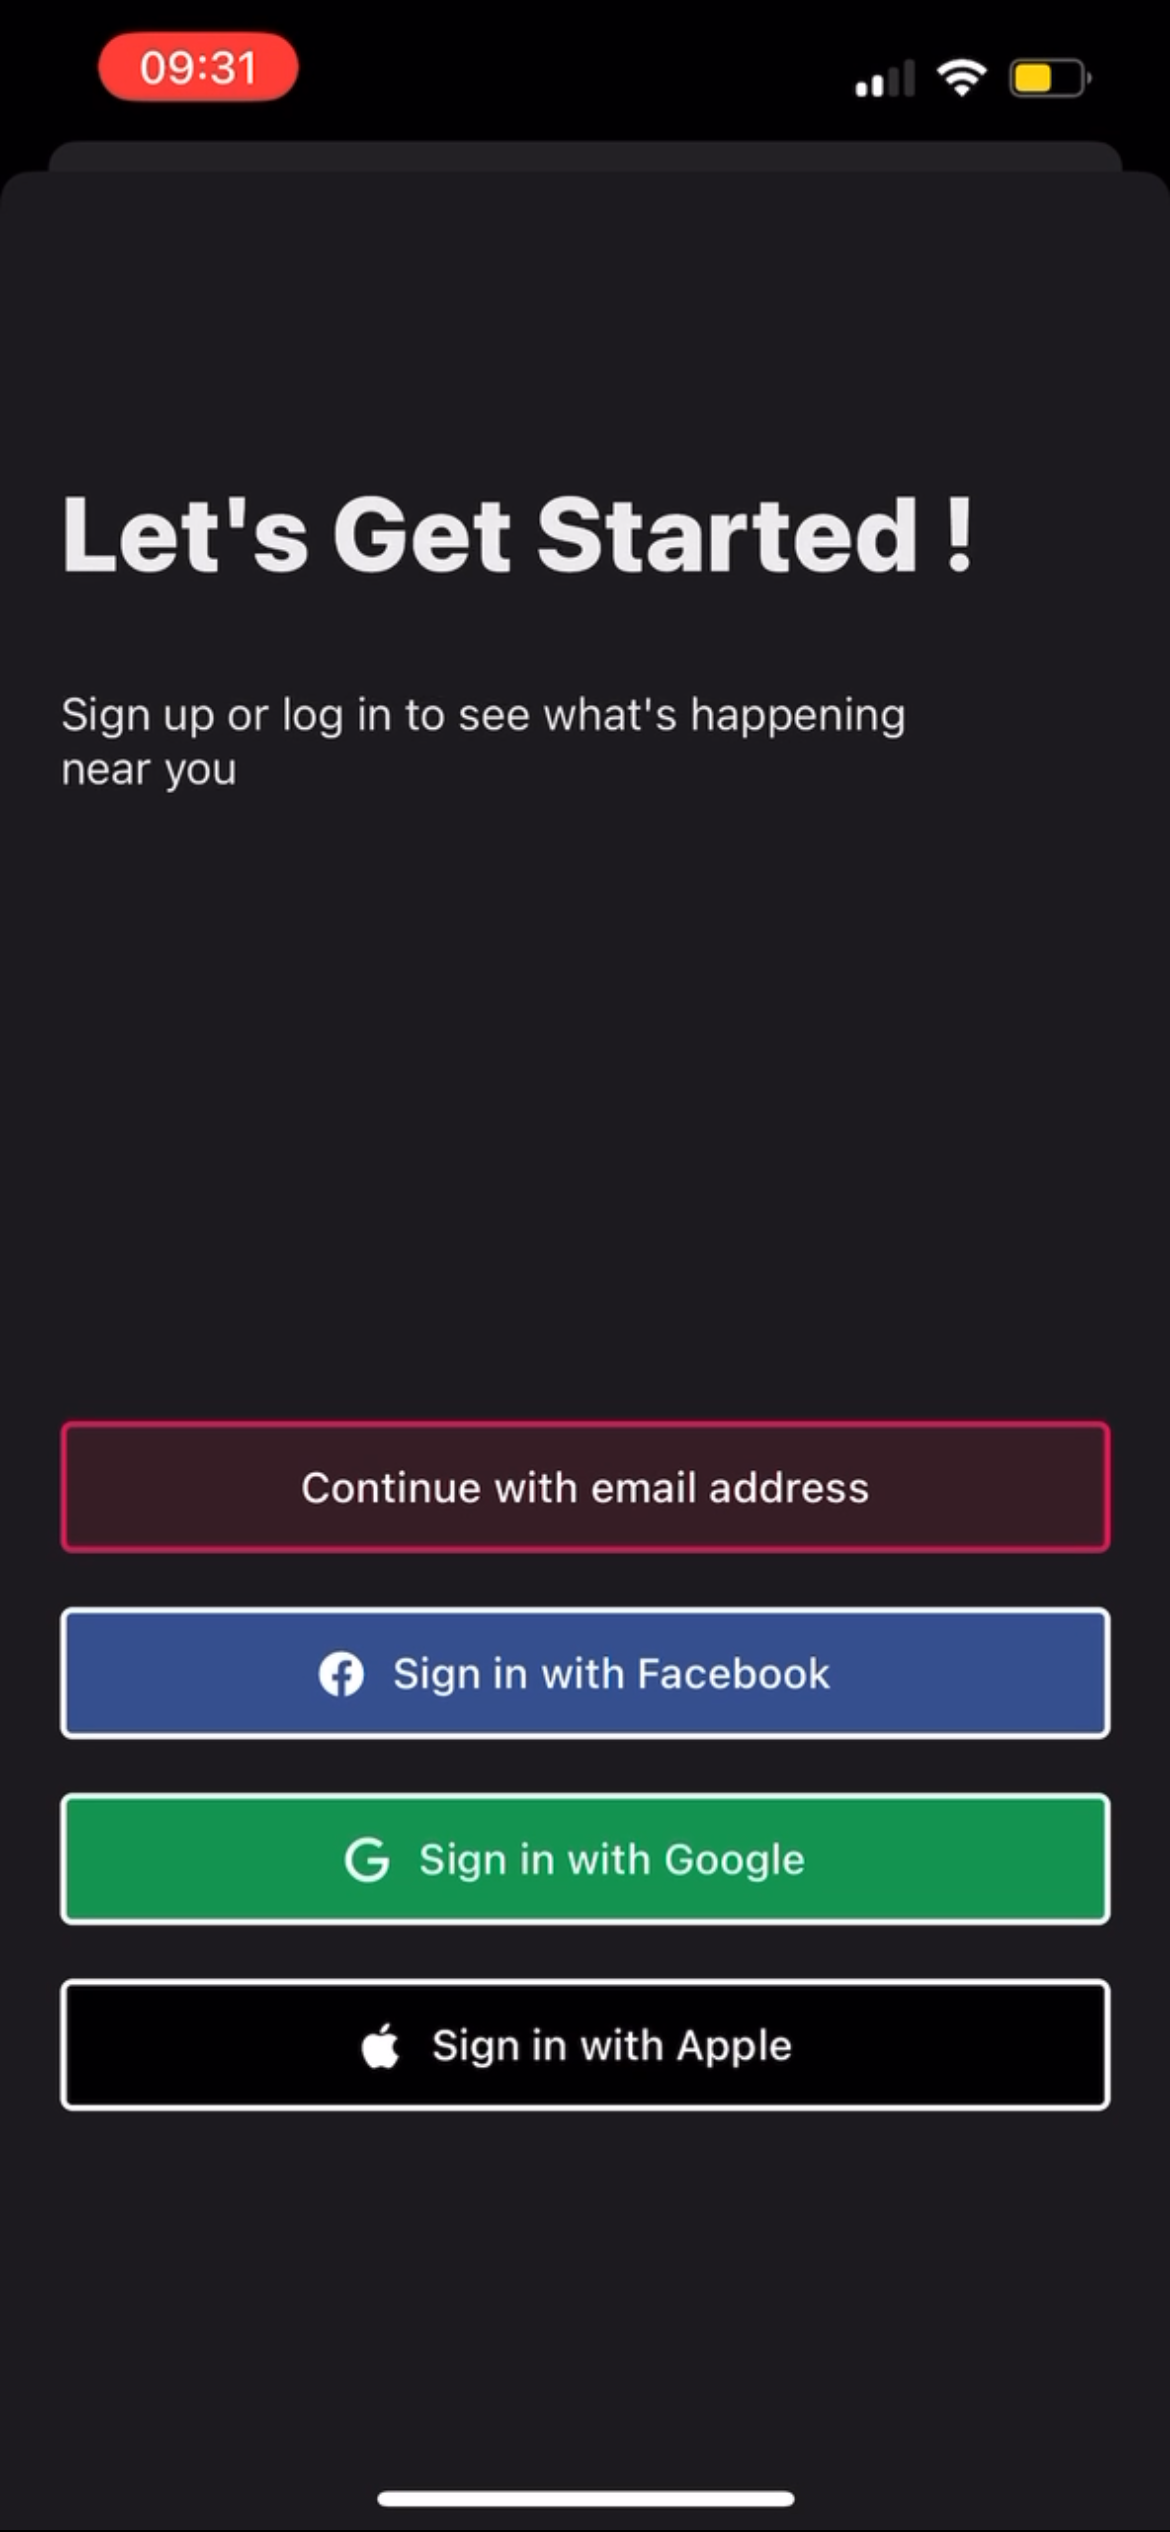 09:31
Let's Get Started !
Sign up or log in to see what's happening
near you
Continue with email address
Sign in with Facebook
Sign in with Google
Sign in with Apple